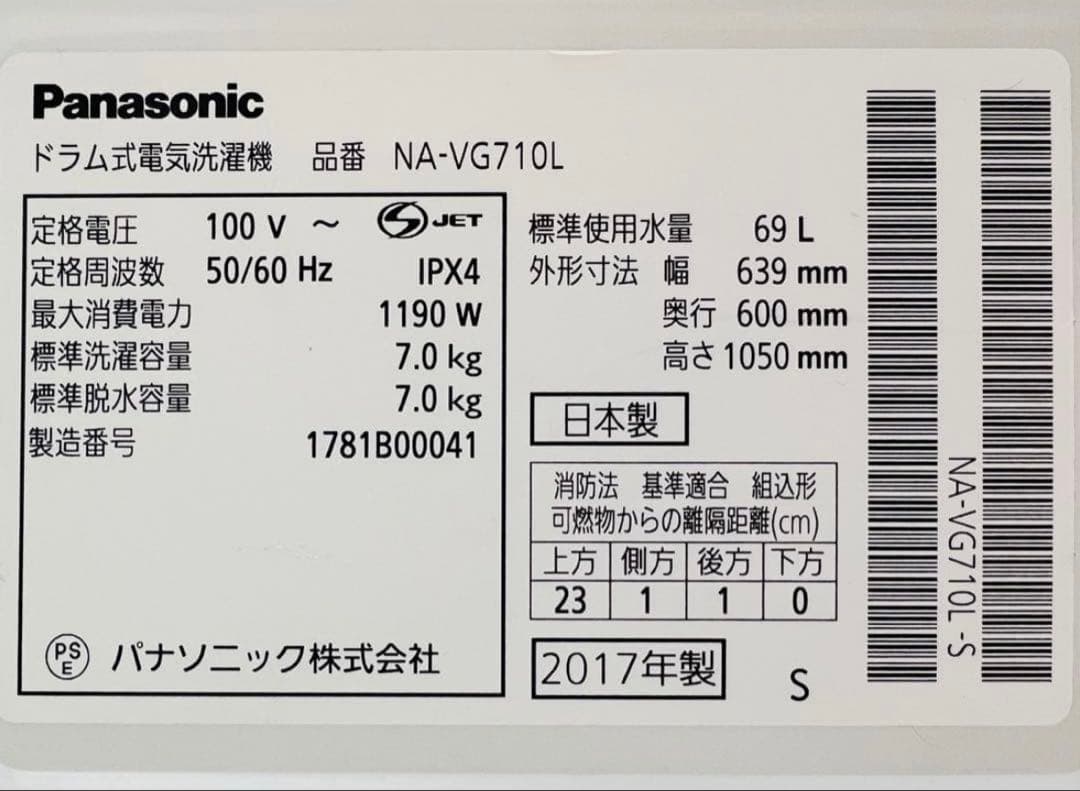 Panasonic
ドラム式電気洗濯機 品番 NA-VG710L
定格電圧 100 V ～ S JET
定格周波数 50/60 Hz IPX4
最大消費電力 1190 W
標準洗濯容量 7.0 kg
標準脱水容量 7.0 kg
製造番号 1781B00041
PS E パナソニック株式会社
標準使用水量 69 L
外形寸法 幅 639 mm
奥行 600 mm
高さ 1050 mm
日本製
消防法 基準適合 組込形
可燃物からの離隔距離(cm)
上方 側方 後方 下方
23 1 1 0
2017年製 S
NA-VG710L -S